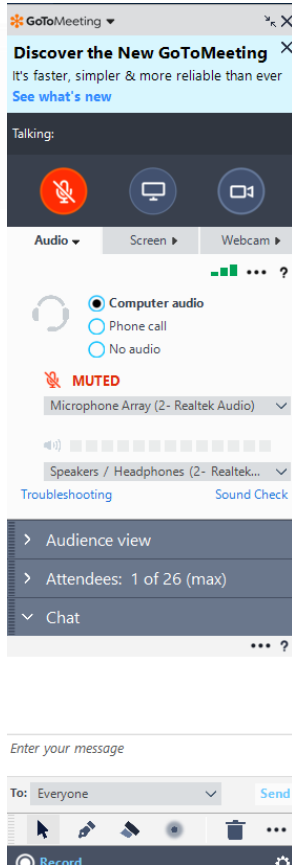 GoToMeeting
Discover the New GoToMeeting
It's faster, simpler & more reliable than ever
See what's new
Talking:
Audio Screen Webcam
?
Computer audio
Phone call
No audio
MUTED
Microphone Array (2- Realtek Audio)
Speakers / Headphones (2- Realtek...
Troubleshooting Sound Check
Audience view
Attendees: 1 of 26 (max)
Chat
?
Enter your message
To: Everyone Send
Record